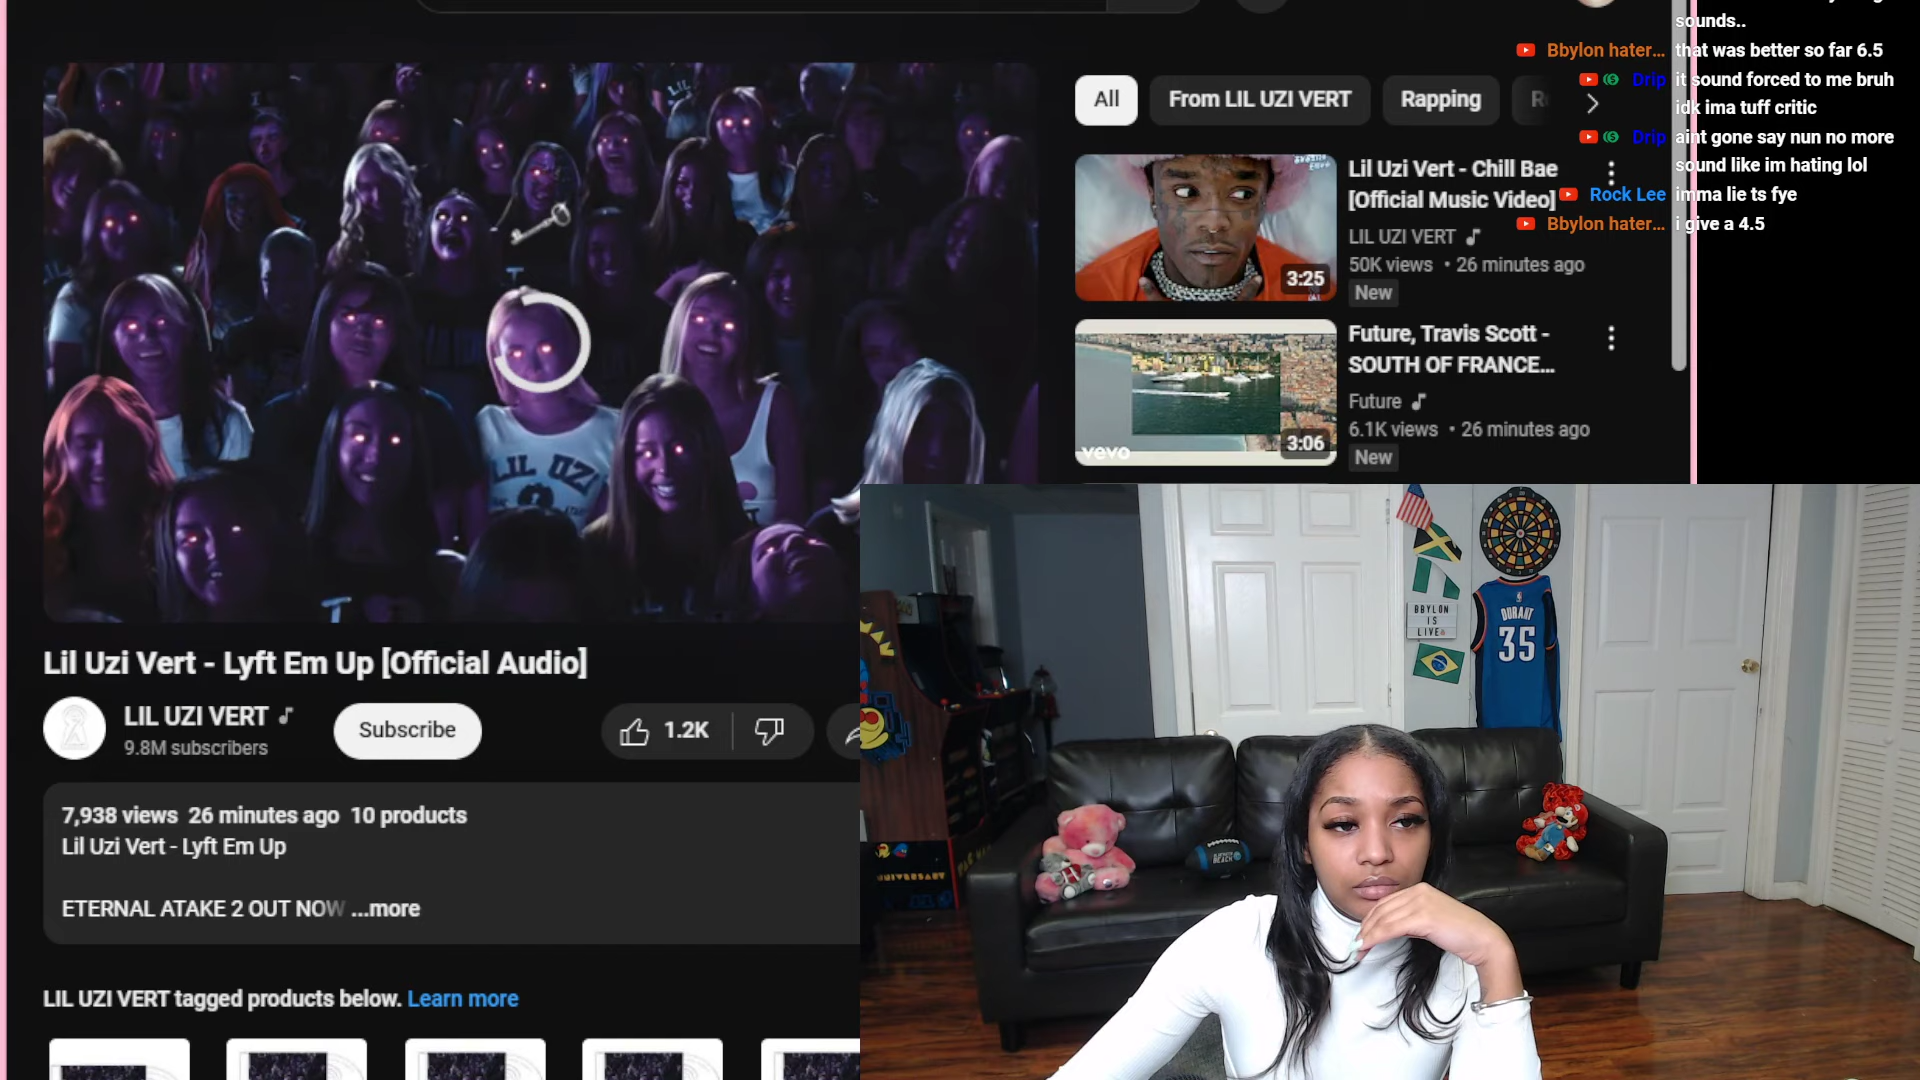 All
From LIL UZI VERT
Rapping
Lil Uzi Vert - Chill Bae
[Official Music Video]
LIL UZI VERT
50K views • 26 minutes ago
New
3:25
Future, Travis Scott -
SOUTH OF FRANCE...
Future
6.1K views • 26 minutes ago
New
3:06
vevo
sounds..
Bbylon hater... that was better so far 6.5
Drip it sound forced to me bruh
idk ima tuff critic
Drip aint gone say nun no more
sound like im hating lol
Rock Lee imma lie ts fye
Bbylon hater... i give a 4.5
LIL UZI
Lil Uzi Vert - Lyft Em Up [Official Audio]
LIL UZI VERT
9.8M subscribers
Subscribe
1.2K
7,938 views 26 minutes ago 10 products
Lil Uzi Vert - Lyft Em Up
ETERNAL ATAKE 2 OUT NOW ...more
LIL UZI VERT tagged products below. Learn more
BBYLON
IS
LIVE
DURANT
35